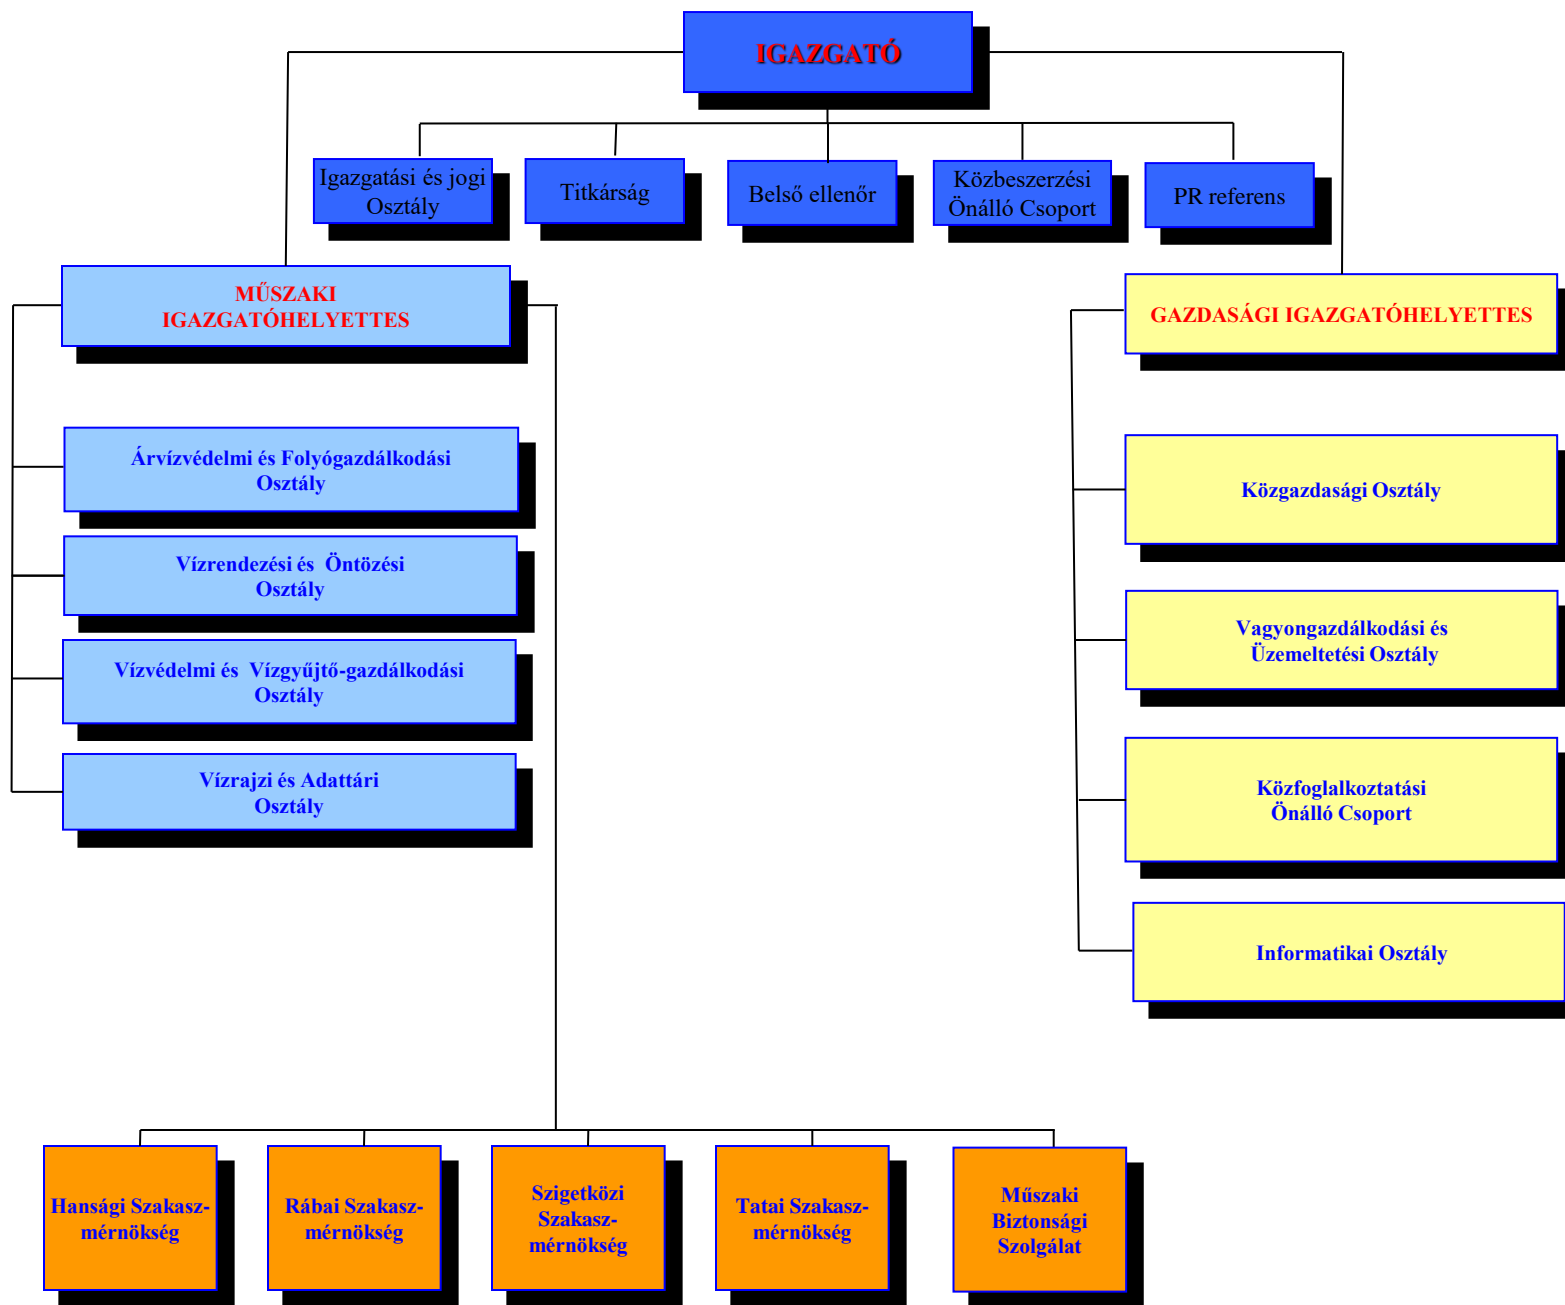 IGAZGATÓ
Igazgatási és jogi
Osztály
Titkárság
Belső ellenőr
Közbeszerzési
Önálló Csoport
PR referens
MŰSZAKI
IGAZGATÓHELYETTES
GAZDASÁGI IGAZGATÓHELYETTES
Árvízvédelmi és Folyógazdálkodási
Osztály
Vízrendezési és Öntözési
Osztály
Vízvédelmi és Vízgyűjtő-gazdálkodási
Osztály
Vízrajzi és Adattári
Osztály
Közgazdasági Osztály
Vagyongazdálkodási és
Üzemeltetési Osztály
Közfoglalkoztatási
Önálló Csoport
Informatikai Osztály
Hansági Szakasz-
mérnökség
Rábai Szakasz-
mérnökség
Szigetközi
Szakasz-
mérnökség
Tatai Szakasz-
mérnökség
Műszaki
Biztonsági
Szolgálat